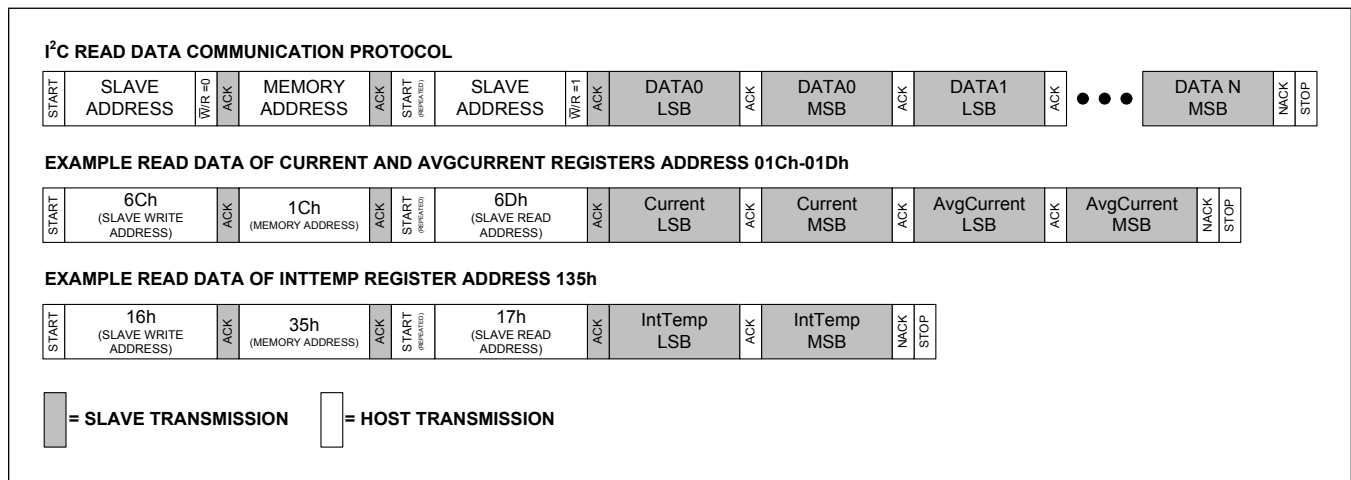 I²C READ DATA COMMUNICATION PROTOCOL
START SLAVE ADDRESS W̅/R =0 ACK MEMORY ADDRESS ACK START (REPEATED) SLAVE ADDRESS W̅/R =1 ACK DATA0 LSB ACK DATA0 MSB ACK DATA1 LSB ACK ●●● DATA N MSB NACK STOP
EXAMPLE READ DATA OF CURRENT AND AVGCURRENT REGISTERS ADDRESS 01Ch-01Dh
START 6Ch (SLAVE WRITE ADDRESS) ACK 1Ch (MEMORY ADDRESS) ACK START (REPEATED) 6Dh (SLAVE READ ADDRESS) ACK Current LSB ACK Current MSB ACK AvgCurrent LSB ACK AvgCurrent MSB NACK STOP
EXAMPLE READ DATA OF INTTEMP REGISTER ADDRESS 135h
START 16h (SLAVE WRITE ADDRESS) ACK 35h (MEMORY ADDRESS) ACK START (REPEATED) 17h (SLAVE READ ADDRESS) ACK IntTemp LSB ACK IntTemp MSB NACK STOP
= SLAVE TRANSMISSION = HOST TRANSMISSION